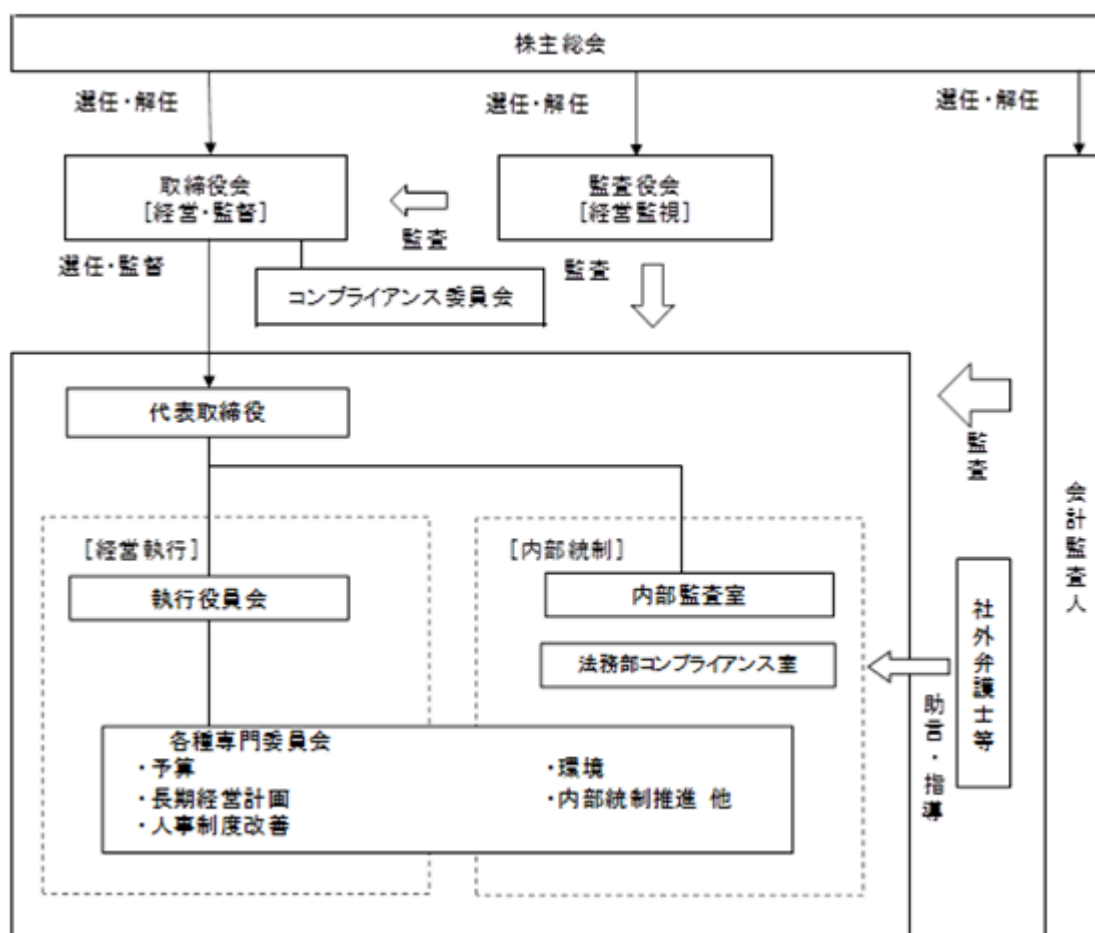 株主総会
選任・解任
選任・解任
選任・解任
取締役会
[経営・監督]
監査役会
[経営監視]
監査
選任・監督
監査
コンプライアンス委員会
代表取締役
監査
会計監査人
[経営執行]
[内部統制]
執行役員会
内部監査室
社外弁護士等
法務部コンプライアンス室
助言・指導
各種専門委員会
・予算
・環境
・長期経営計画
・内部統制推進 他
・人事制度改善